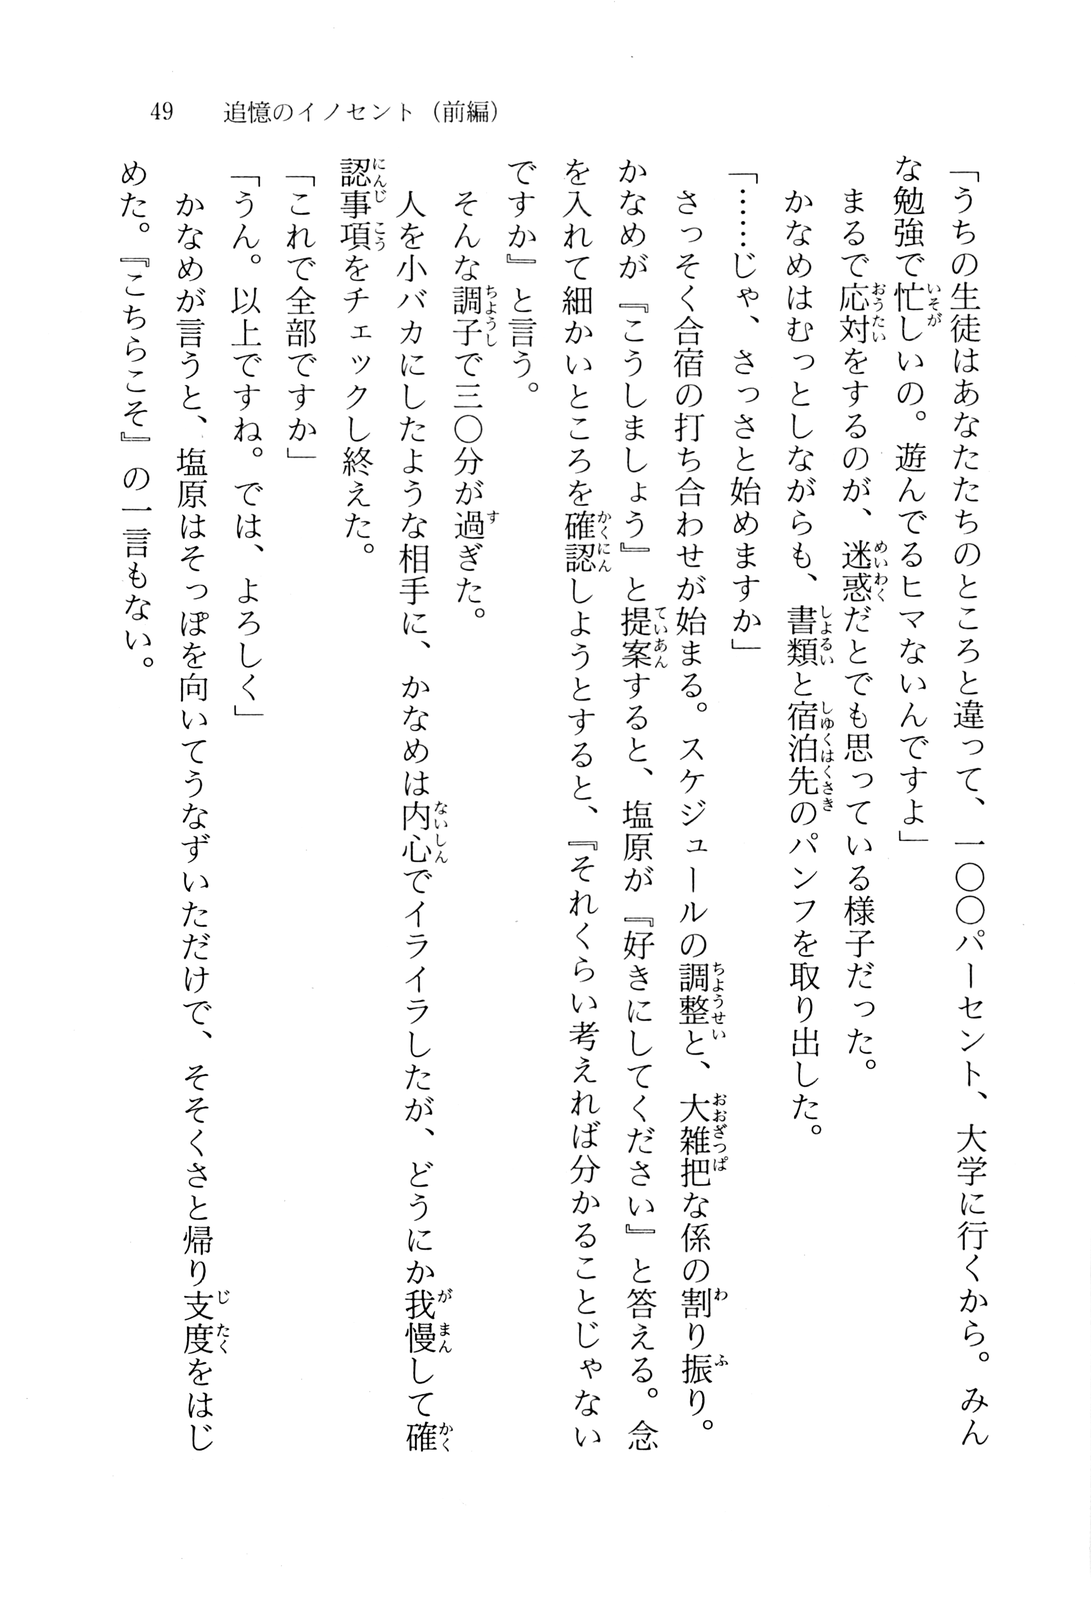 49　追憶のイノセント（前編）
「うちの生徒はあなたたちのところと違って、一〇〇パーセント、大学に行くから。みん
な勉強で忙しいの。遊んでるヒマないんですよ」
　まるで応対をするのが、迷惑だとでも思っている様子だった。
　かなめはむっとしながらも、書類と宿泊先のパンフを取り出した。
「……じゃ、さっさと始めますか」
　さっそく合宿の打ち合わせが始まる。スケジュールの調整と、大雑把な係の割り振り。
かなめが『こうしましょう』と提案すると、塩原が『好きにしてください』と答える。念
を入れて細かいところを確認しようとすると、『それくらい考えれば分かることじゃない
ですか』と言う。
　そんな調子で三〇分が過ぎた。
　人を小バカにしたような相手に、かなめは内心でイライラしたが、どうにか我慢して確
認事項をチェックし終えた。
「これで全部ですか」
「うん。以上ですね。では、よろしく」
　かなめが言うと、塩原はそっぽを向いてうなずいただけで、そそくさと帰り支度をはじ
めた。『こちらこそ』の一言もない。